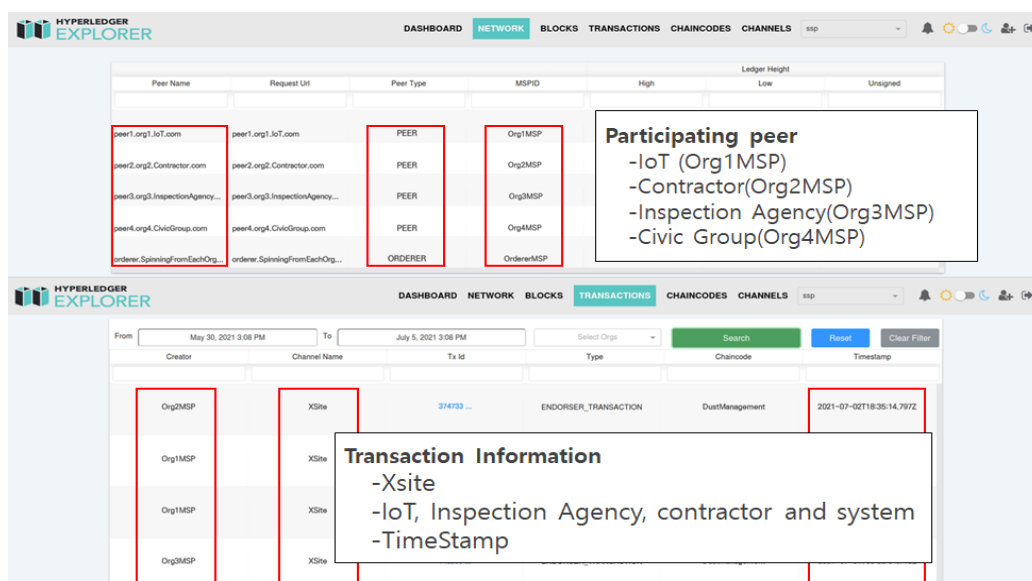 HYPERLEDGER
EXPLORER
DASHBOARD NETWORK BLOCKS TRANSACTIONS CHAINCODES CHANNELS ssp
Ledger Height
Peer Name Request Url Peer Type MSPID High Low Unsigned
peer1.org1.IoT.com peer1.org1.IoT.com PEER Org1MSP
peer2.org2.Contractor.com peer2.org2.Contractor.com PEER Org2MSP
peer3.org3.InspectionAgency... peer3.org3.InspectionAgency... PEER Org3MSP
peer4.org4.CivicGroup.com peer4.org4.CivicGroup.com PEER Org4MSP
orderer.SpinningFromEachOrg... orderer.SpinningFromEachOrg... ORDERER OrdererMSP
Participating peer
-IoT (Org1MSP)
-Contractor(Org2MSP)
-Inspection Agency(Org3MSP)
-Civic Group(Org4MSP)
HYPERLEDGER
EXPLORER
DASHBOARD NETWORK BLOCKS TRANSACTIONS CHAINCODES CHANNELS ssp
From May 30, 2021 3:08 PM To July 5, 2021 3:08 PM Select Orgs Search Reset Clear Filter
Creator Channel Name Tx Id Type Chaincode Timestamp
Org2MSP XSite 374733 ... ENDORSER_TRANSACTION DustManagement 2021-07-02T18:35:14.797Z
Org1MSP XSite
Org1MSP XSite
Org3MSP XSite
Transaction Information
-Xsite
-IoT, Inspection Agency, contractor and system
-TimeStamp